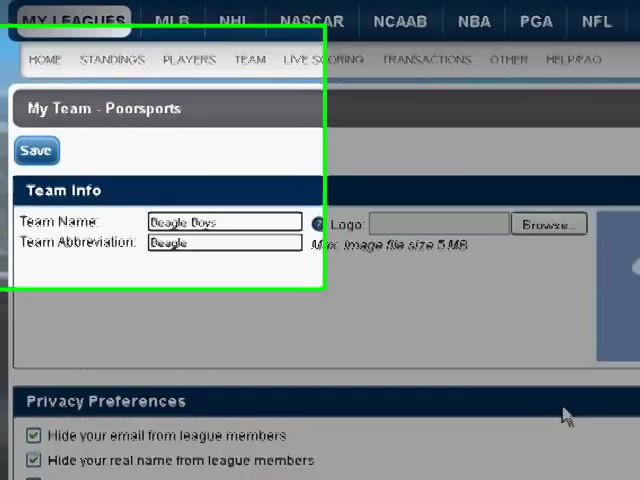 MY LEAGUES MLB NHL NASCAR NCAAB NBA PGA NFL
HOME STANDINGS PLAYERS TEAM LIVE SCORING TRANSACTIONS OTHER HELP/FAQ
My Team - Poorsports
Save
Team Info
Team Name: Beagle Boys ? Logo: Browse...
Team Abbreviation: Beagle Max. image file size 5 MB
Privacy Preferences
Hide your email from league members
Hide your real name from league members